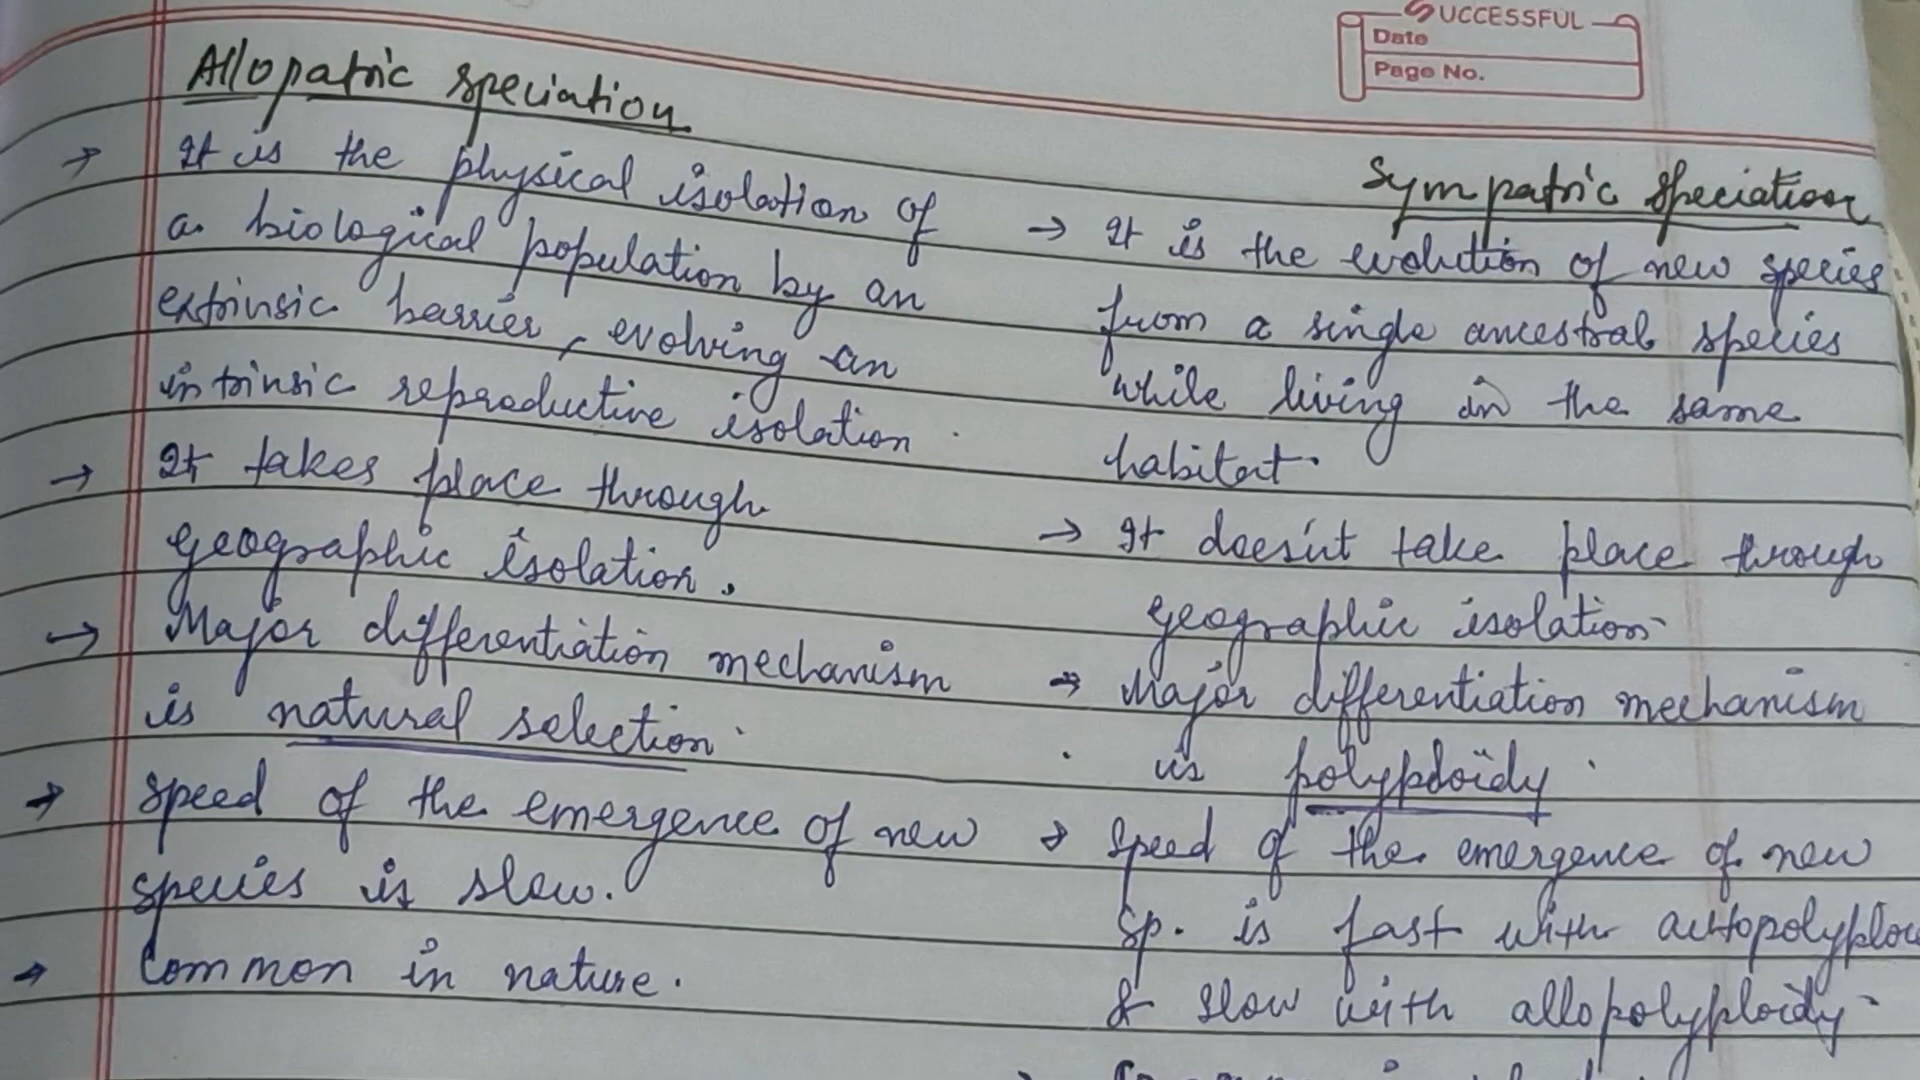 SUCCESSFUL
Date
Page No.
Allopatric speciation
→ It is the physical isolation of
a biological population by an
extrinsic barrier, evolving an
intrinsic reproductive isolation.
→ It takes place through
geographic isolation.
→ Major differentiation mechanism
is natural selection.
→ Speed of the emergence of new
species is slow.
→ Common in nature.
Sympatric speciation
→ It is the evolution of new species
from a single ancestral species
while living in the same
habitat.
→ It doesn't take place through
geographic isolation.
→ Major differentiation mechanism
is polyploidy.
→ Speed of the emergence of new
sp. is fast with autopolyploi
& slow with allopolyploidy.